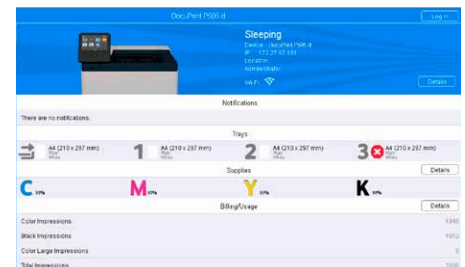 DocuPrint P505 d
Log In
Sleeping
Device: DocuPrint P505 d
Location
Administrator
Wi-Fi
Details
Notifications
There are no notifications.
Trays
A4 (210 x 297 mm)
Plain
White
1
A4 (210 x 297 mm)
Plain
White
2
A4 (210 x 297 mm)
Plain
White
3
A4 (210 x 297 mm)
Plain
White
Supplies
Details
C
M
Y
K
Billing/Usage
Details
Color Impressions
Black Impressions
Color Large Impressions
0
Total Impressions